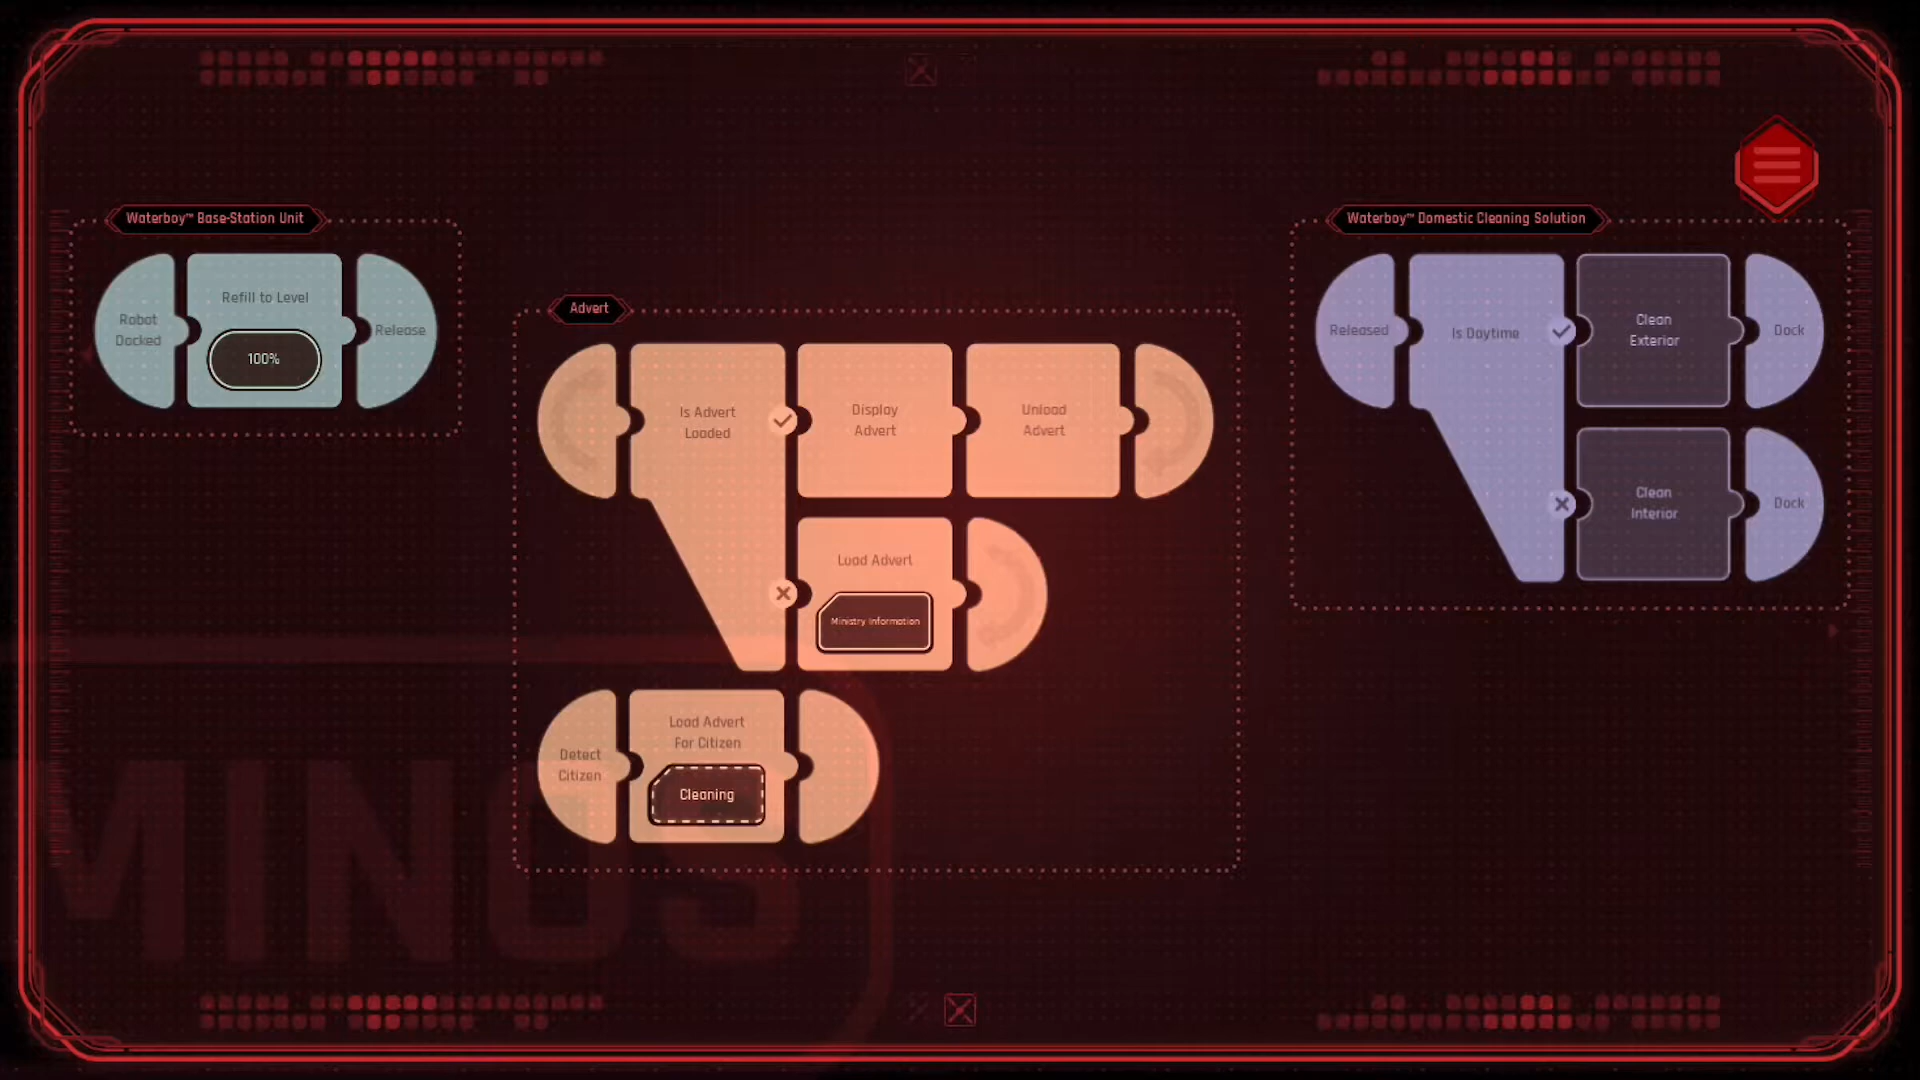 Waterboy™ Base-Station Unit
Robot
Docked
Refill to Level
100%
Release
Advert
Is Advert
Loaded
Display
Advert
Unload
Advert
Load Advert
Ministry Information
Detect
Citizen
Load Advert
For Citizen
Cleaning
Waterboy™ Domestic Cleaning Solution
Released
Is Daytime
Clean
Exterior
Dock
Clean
Interior
Dock
MINOS